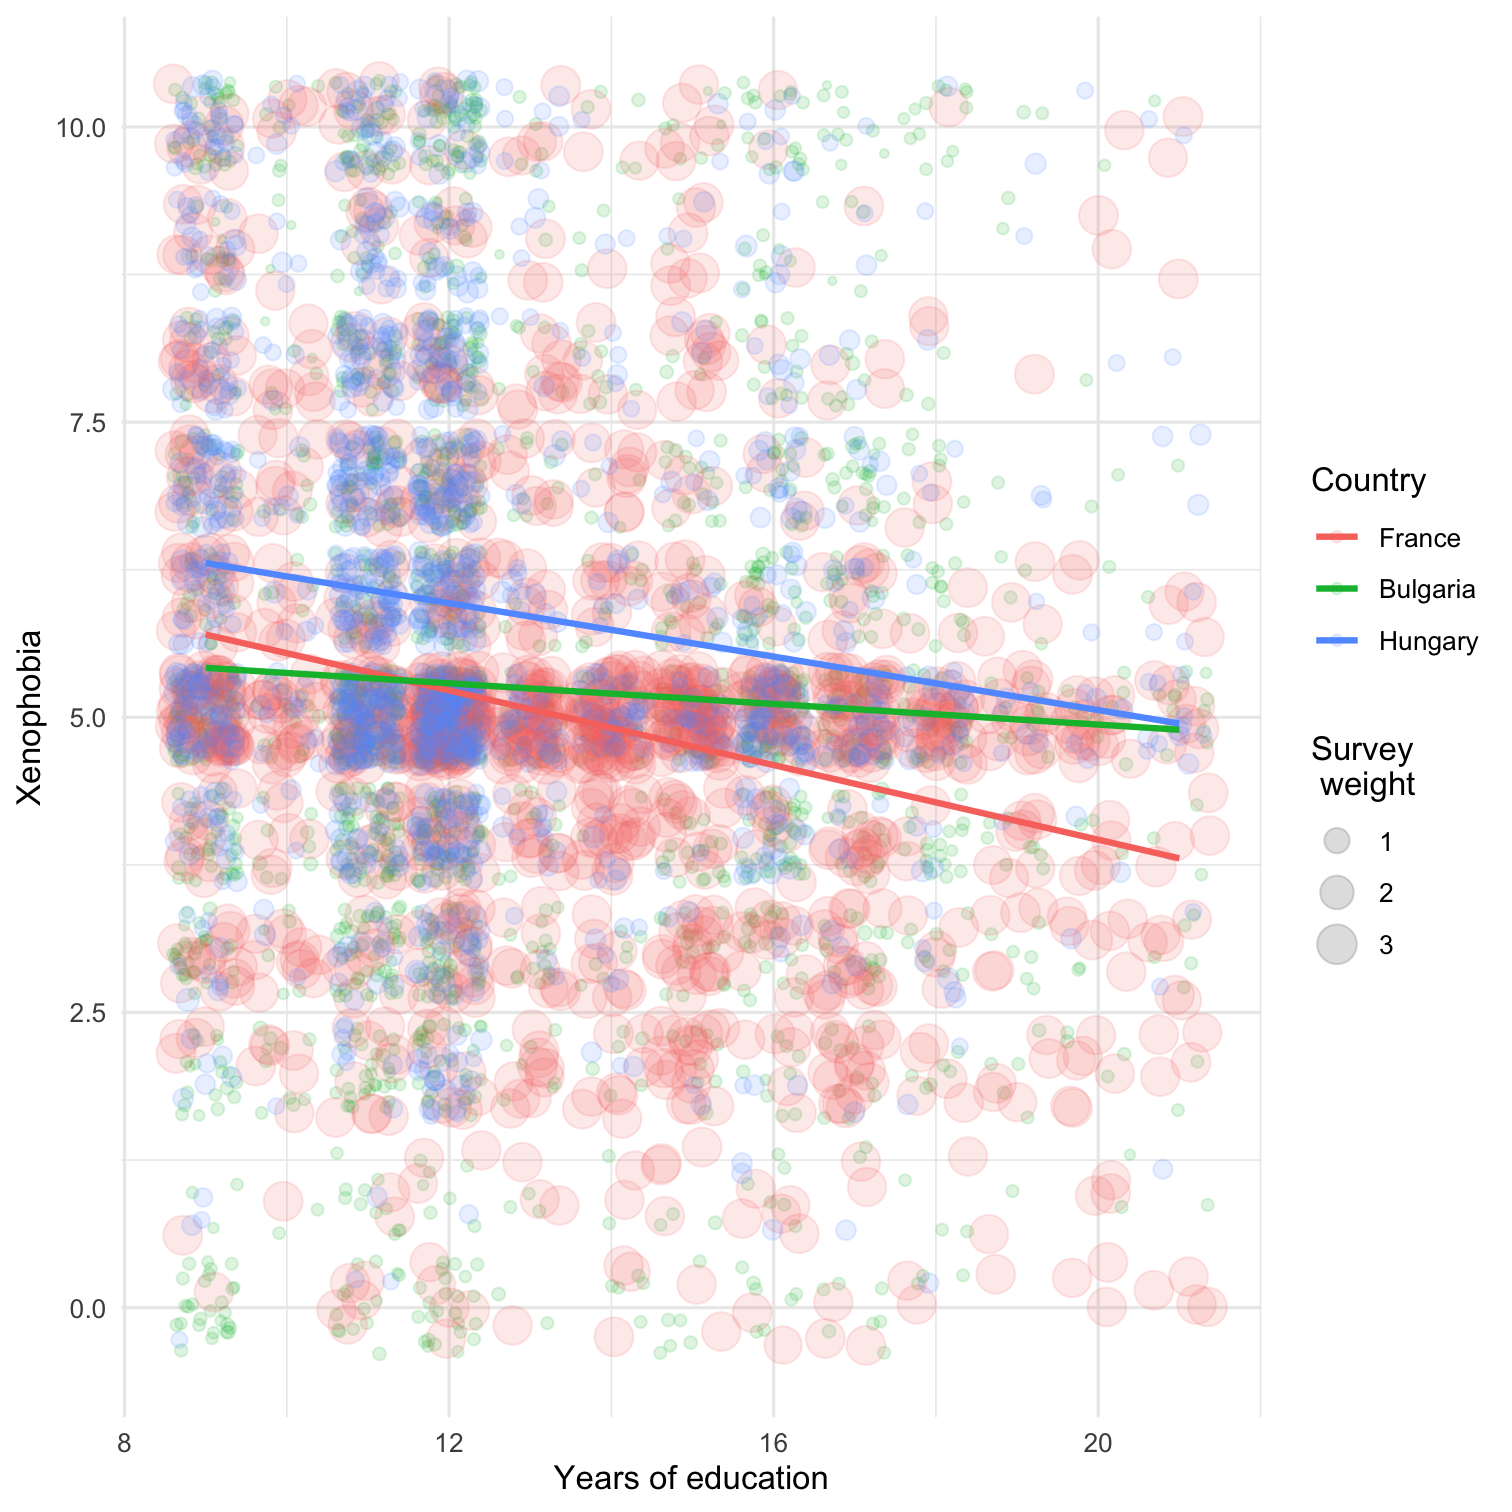 10.0
7.5
5.0
2.5
0.0
Xenophobia
8
12
16
20
Years of education
Country
France
Bulgaria
Hungary
Survey
weight
1
2
3